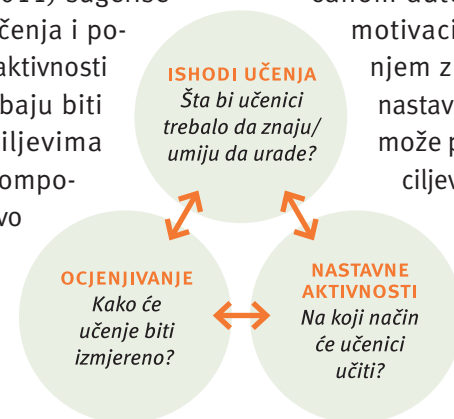 čenja i po-
aktivnosti
baju biti
ciljevima
kompo-
vo
motivaci
njem z
nastav
može p
ciljev
ISHODI UČENJA
Šta bi učenici
trebalo da znaju/
umiju da urade?
OCJENJIVANJE
Kako će
učenje biti
izmjereno?
NASTAVNE
AKTIVNOSTI
Na koji način
će učenici
učiti?